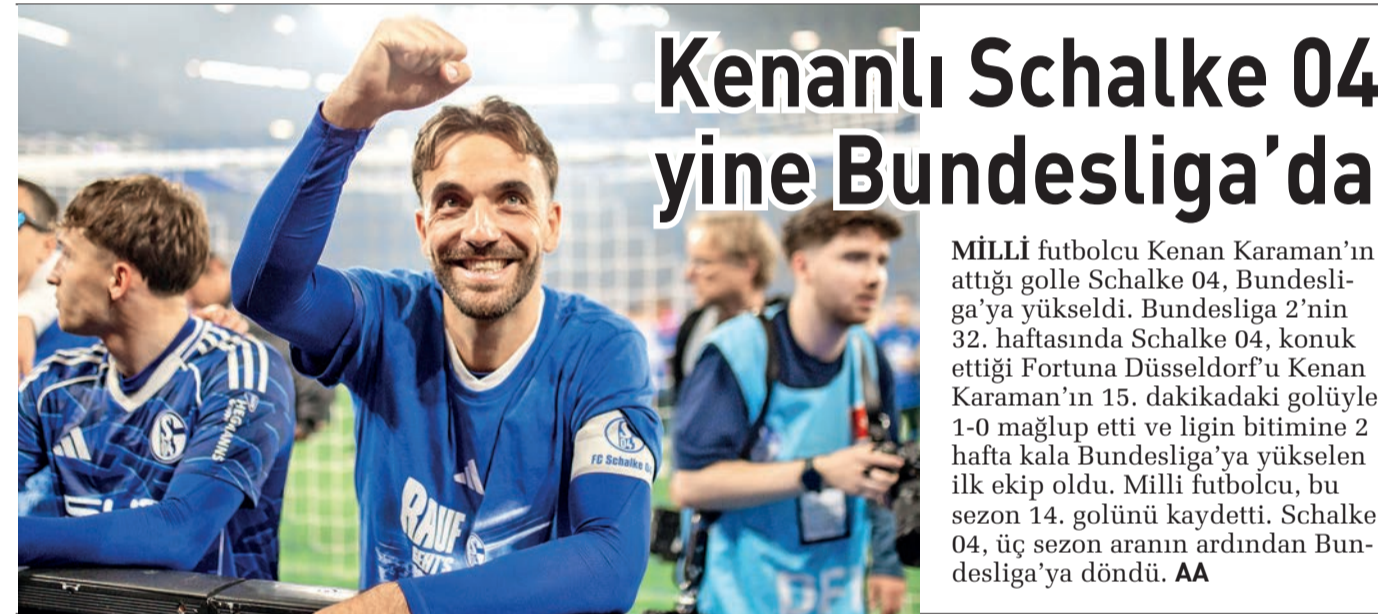 Kenanlı Schalke 04
yine Bundesliga’da
MİLLİ futbolcu Kenan Karaman’ın
attığı golle Schalke 04, Bundesli-
ga’ya yükseldi. Bundesliga 2’nin
32. haftasında Schalke 04, konuk
ettiği Fortuna Düsseldorf’u Kenan
Karaman’ın 15. dakikadaki golüyle
1-0 mağlup etti ve ligin bitimine 2
hafta kala Bundesliga’ya yükselen
ilk ekip oldu. Milli futbolcu, bu
sezon 14. golünü kaydetti. Schalke
04, üç sezon aranın ardından Bun-
desliga’ya döndü. AA
FC Schalke
RAUF